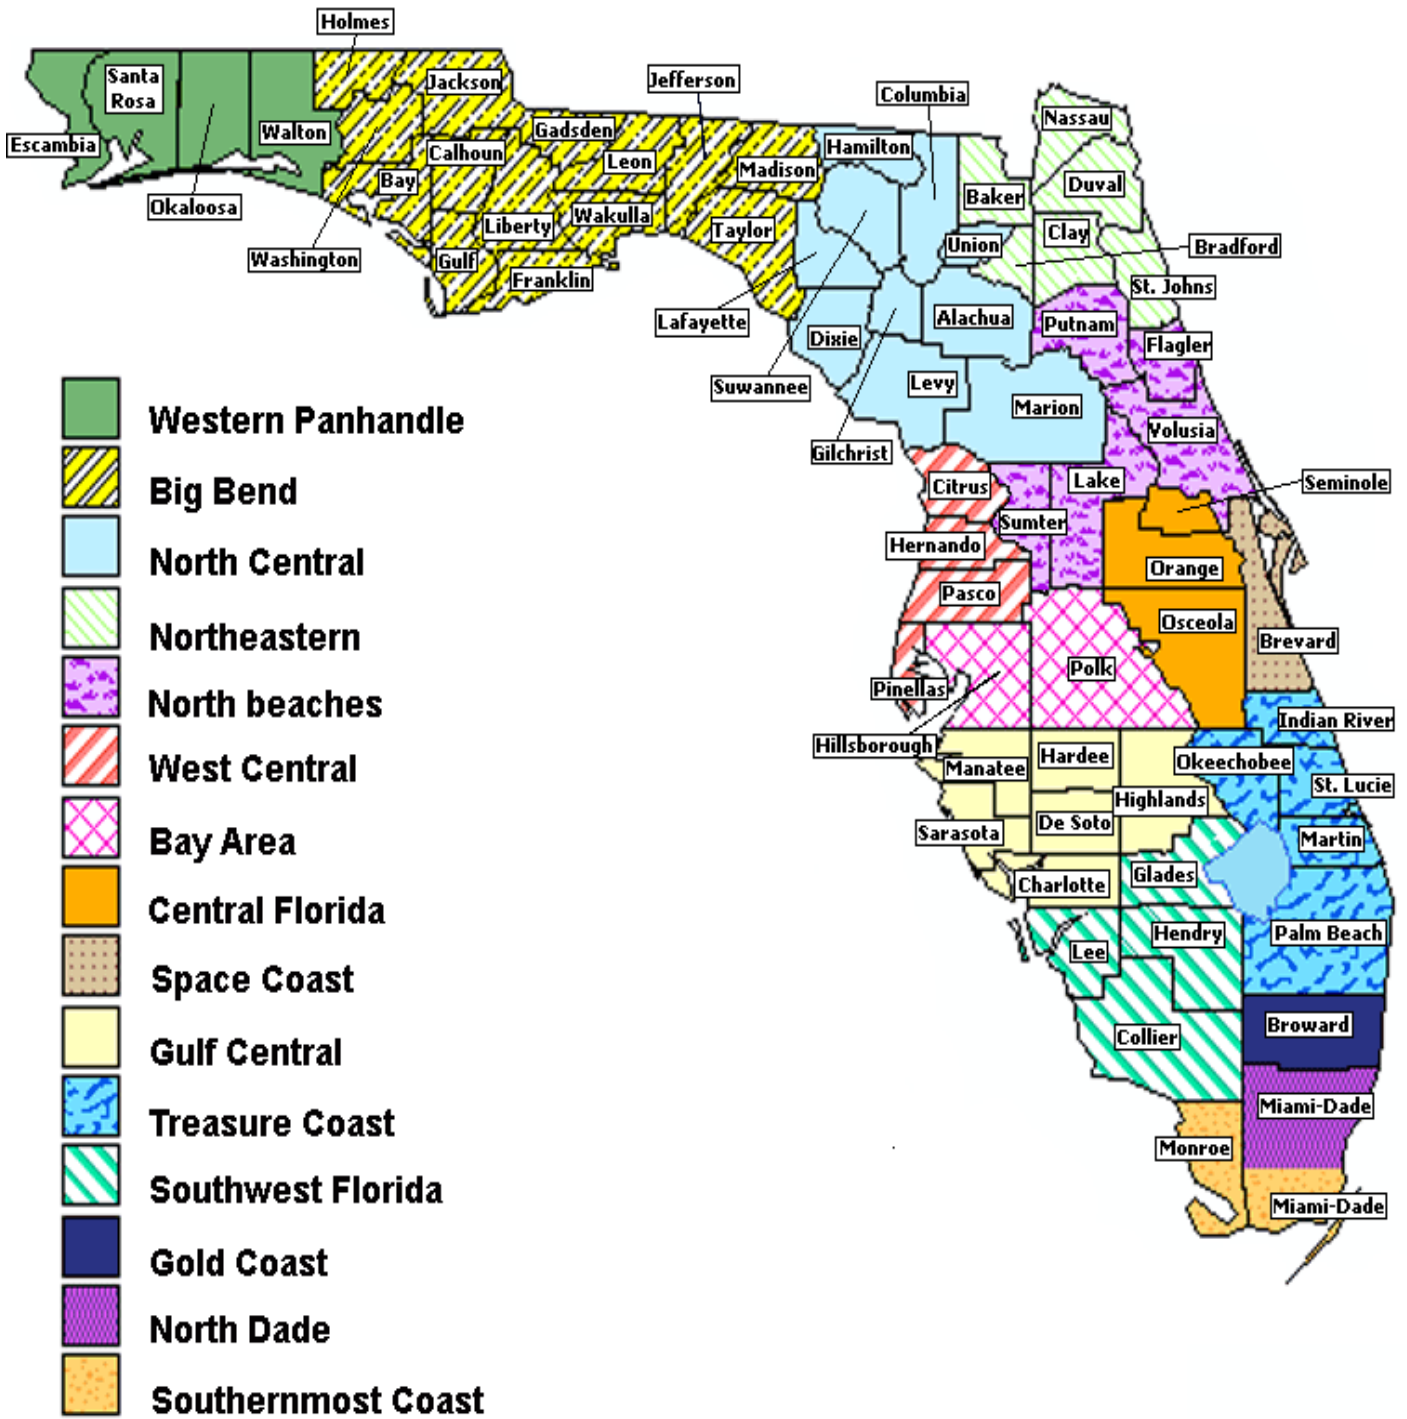 Holmes
Santa
Rosa
Jackson
Jefferson
Columbia
Nassau
Escambia
Walton
Gadsden
Hamilton
Calhoun
Leon
Madison
Baker
Duval
Bay
Okaloosa
Liberty
Wakulla
Taylor
Union
Clay
Bradford
Washington
Gulf
Franklin
St. Johns
Lafayette
Dixie
Alachua
Putnam
Flagler
Suwannee
Levy
Marion
Volusia
Gilchrist
Citrus
Lake
Seminole
Sumter
Hernando
Orange
Pasco
Osceola
Brevard
Polk
Pinellas
Indian River
Hillsborough
Manatee
Hardee
Okeechobee
St. Lucie
Highlands
Sarasota
De Soto
Martin
Charlotte
Glades
Lee
Hendry
Palm Beach
Collier
Broward
Miami-Dade
Monroe
Miami-Dade
Western Panhandle
Big Bend
North Central
Northeastern
North beaches
West Central
Bay Area
Central Florida
Space Coast
Gulf Central
Treasure Coast
Southwest Florida
Gold Coast
North Dade
Southernmost Coast